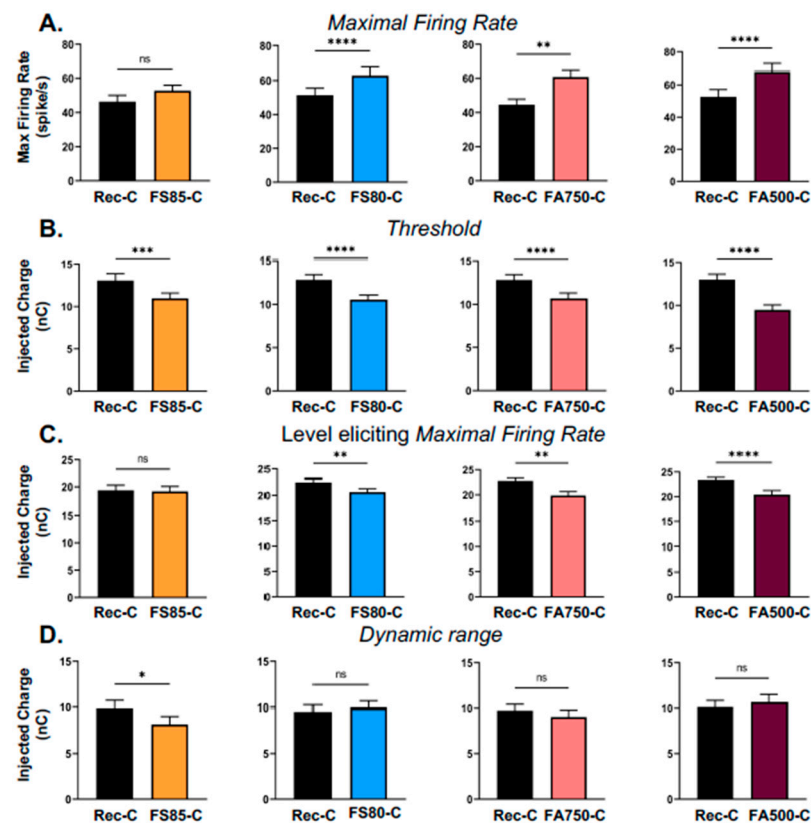 A. Maximal Firing Rate
ns **** ** ****
Max Firing Rate
(spike/s)
80 80 80 80
60 60 60 60
40 40 40 40
20 20 20 20
0 0 0 0
Rec-C FS85-C Rec-C FS80-C Rec-C FA750-C Rec-C FA500-C
B. Threshold
*** **** **** ****
Injected Charge
(nC)
15 15 15 15
10 10 10 10
5 5 5 5
0 0 0 0
Rec-C FS85-C Rec-C FS80-C Rec-C FA750-C Rec-C FA500-C
C. Level eliciting Maximal Firing Rate
ns ** ** ****
Injected Charge
(nC)
25 25 25 25
20 20 20 20
15 15 15 15
10 10 10 10
5 5 5 5
0 0 0 0
Rec-C FS85-C Rec-C FS80-C Rec-C FA750-C Rec-C FA500-C
D. Dynamic range
* ns ns ns
Injected Charge
(nC)
15 15 15 15
10 10 10 10
5 5 5 5
0 0 0 0
Rec-C FS85-C Rec-C FS80-C Rec-C FA750-C Rec-C FA500-C